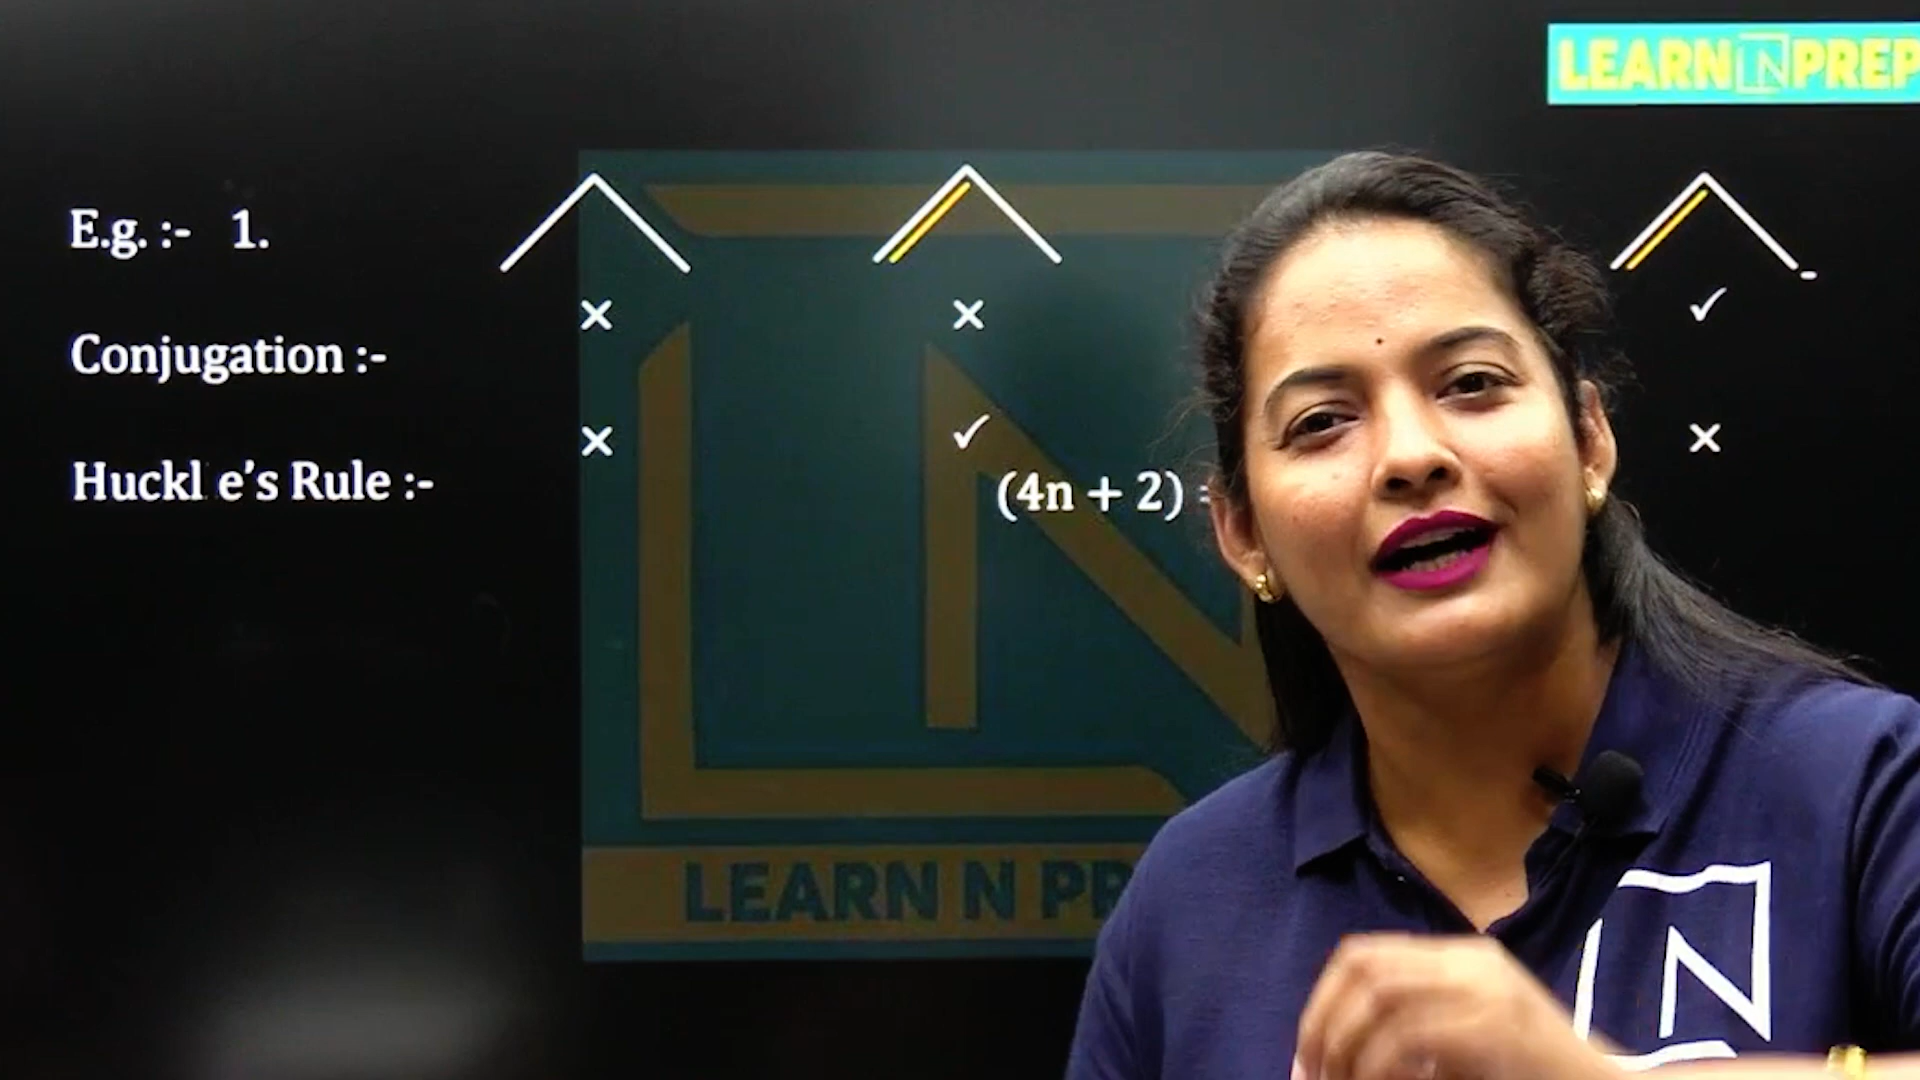 LEARN N PREP
E.g. :- 1.
Conjugation :-
Huckl e's Rule :-
(4n + 2)
LEARN N PR